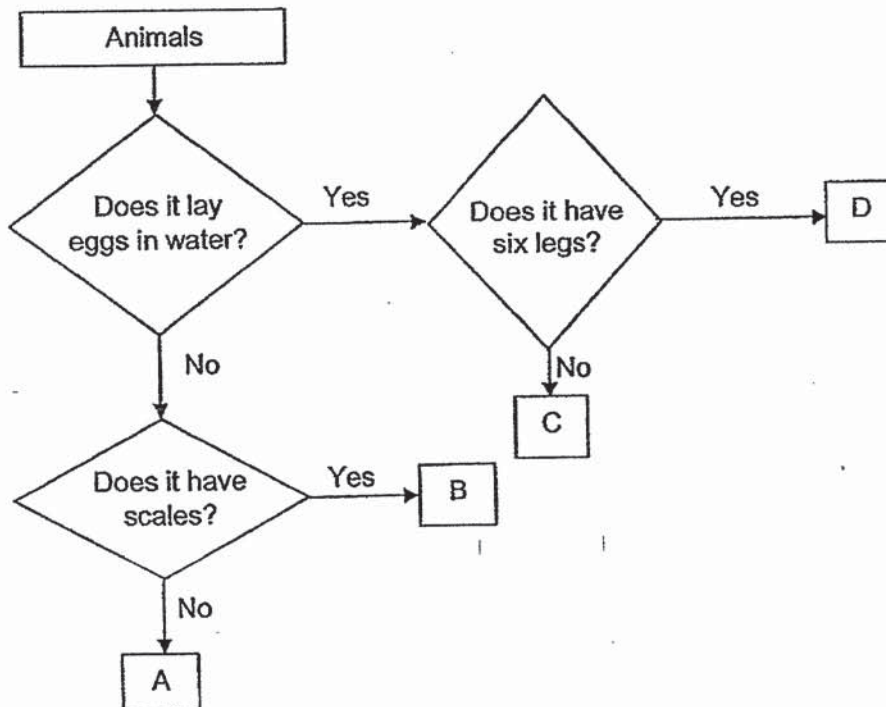 Animals
Does it lay
eggs in water?
Yes
Does it have
six legs?
Yes
D
No
No
C
Does it have
scales?
Yes
B
No
A